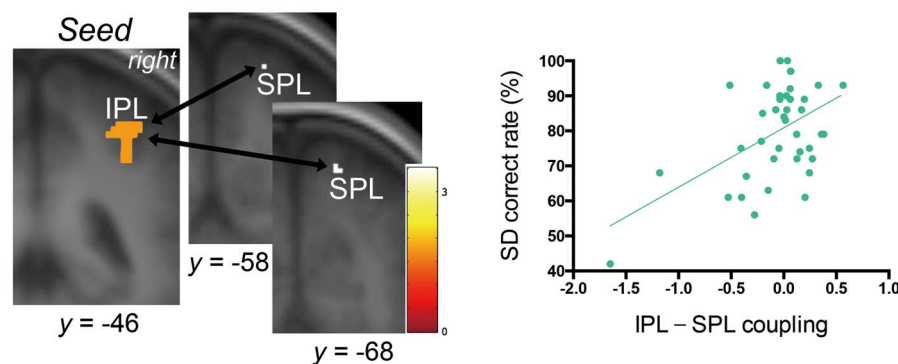 Seed
right
IPL
SPL
SPL
3
0
y = -46
y = -58
y = -68
SD correct rate (%)
100
90
80
70
60
50
40
-2.0 -1.5 -1.0 -0.5 0.0 0.5 1.0
IPL – SPL coupling